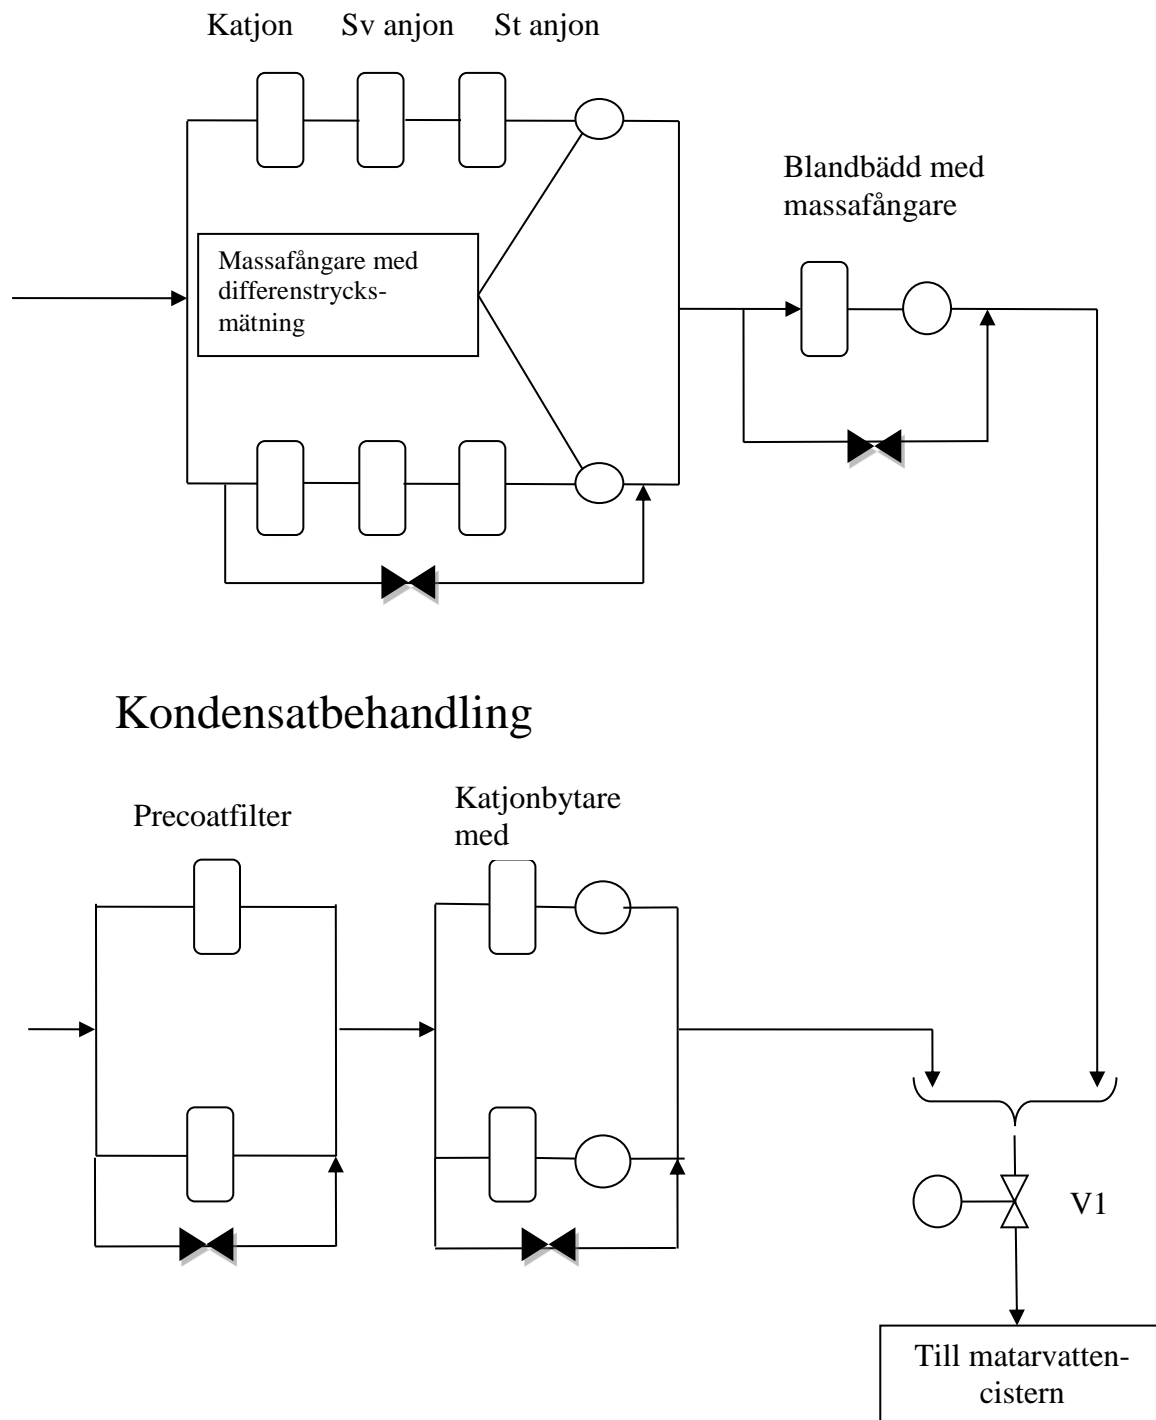 Katjon Sv anjon St anjon
Blandbädd med
massafångare
Massafångare med
differenstrycks-
mätning
Kondensatbehandling
Precoatfilter
Katjonbytare
med
V1
Till matarvatten-
cistern